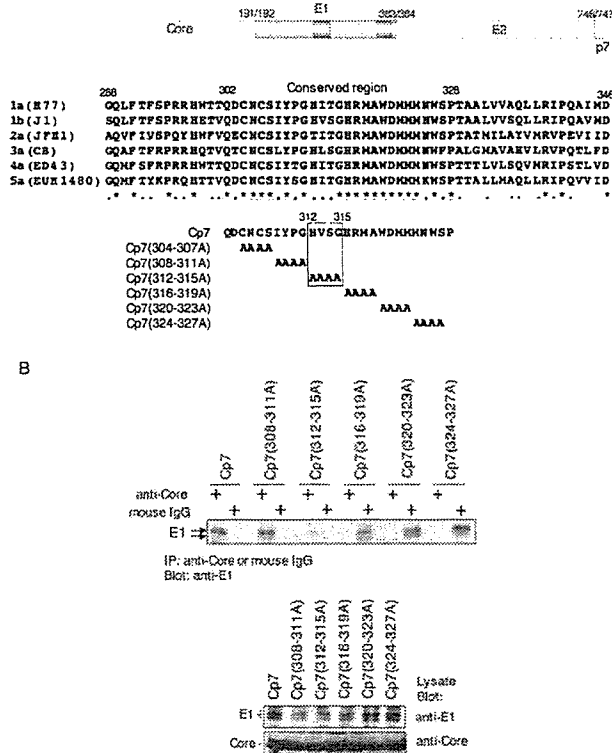 191/192 E1 383/384 746/747
Core E2 p7
Conserved region
288 302 328 346
1a (H77) GQLFTFSPRRHWTTQDCNCSIYPGHITGHRMAWDMMMNWSPTAALVVAQLLRIPQAIMD
1b (J1) SQLFTFSPRRHETVQDCNCSIYPGHVSGHRMAWDMMMNWSPTAALVVSQLLRIPQAVMD
2a (JFH1) AQVFIVSPQYHWFVQECNCSIYPGTITGHRMAWDMMMNWSPTATMILAYVMRVPEVIID
3a (CB)
4a (ED43)
5a (EUH1480)
312 315
Cp7 QDCNCSIYPGHVSGHRMAWDMMMNWSP
Cp7(304-307A) AAAA
Cp7(308-311A) AAAA
Cp7(312-315A) AAAA
Cp7(316-319A) AAAA
Cp7(320-323A) AAAA
Cp7(324-327A) AAAA
B
Cp7 Cp7(308-311A) Cp7(312-315A) Cp7(316-319A) Cp7(320-323A) Cp7(324-327A)
anti-Core + + + + + +
mouse IgG + + + + + +
E1
IP: anti-Core or mouse IgG
Blot: anti-E1
Cp7 Cp7(308-311A) Cp7(312-315A) Cp7(316-319A) Cp7(320-323A) Cp7(324-327A)
Lysate
Blot:
E1 anti-E1
Core anti-Core